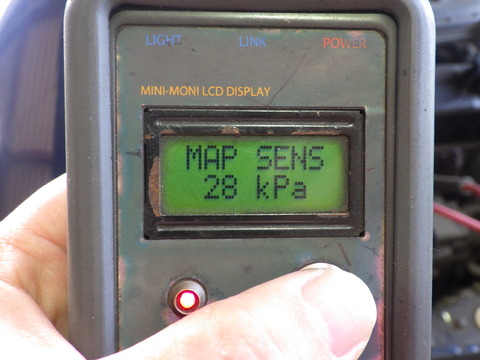 LIGHT LINK POWER
MINI-MONI LCD DISPLAY
MAP SENS
28 kPa